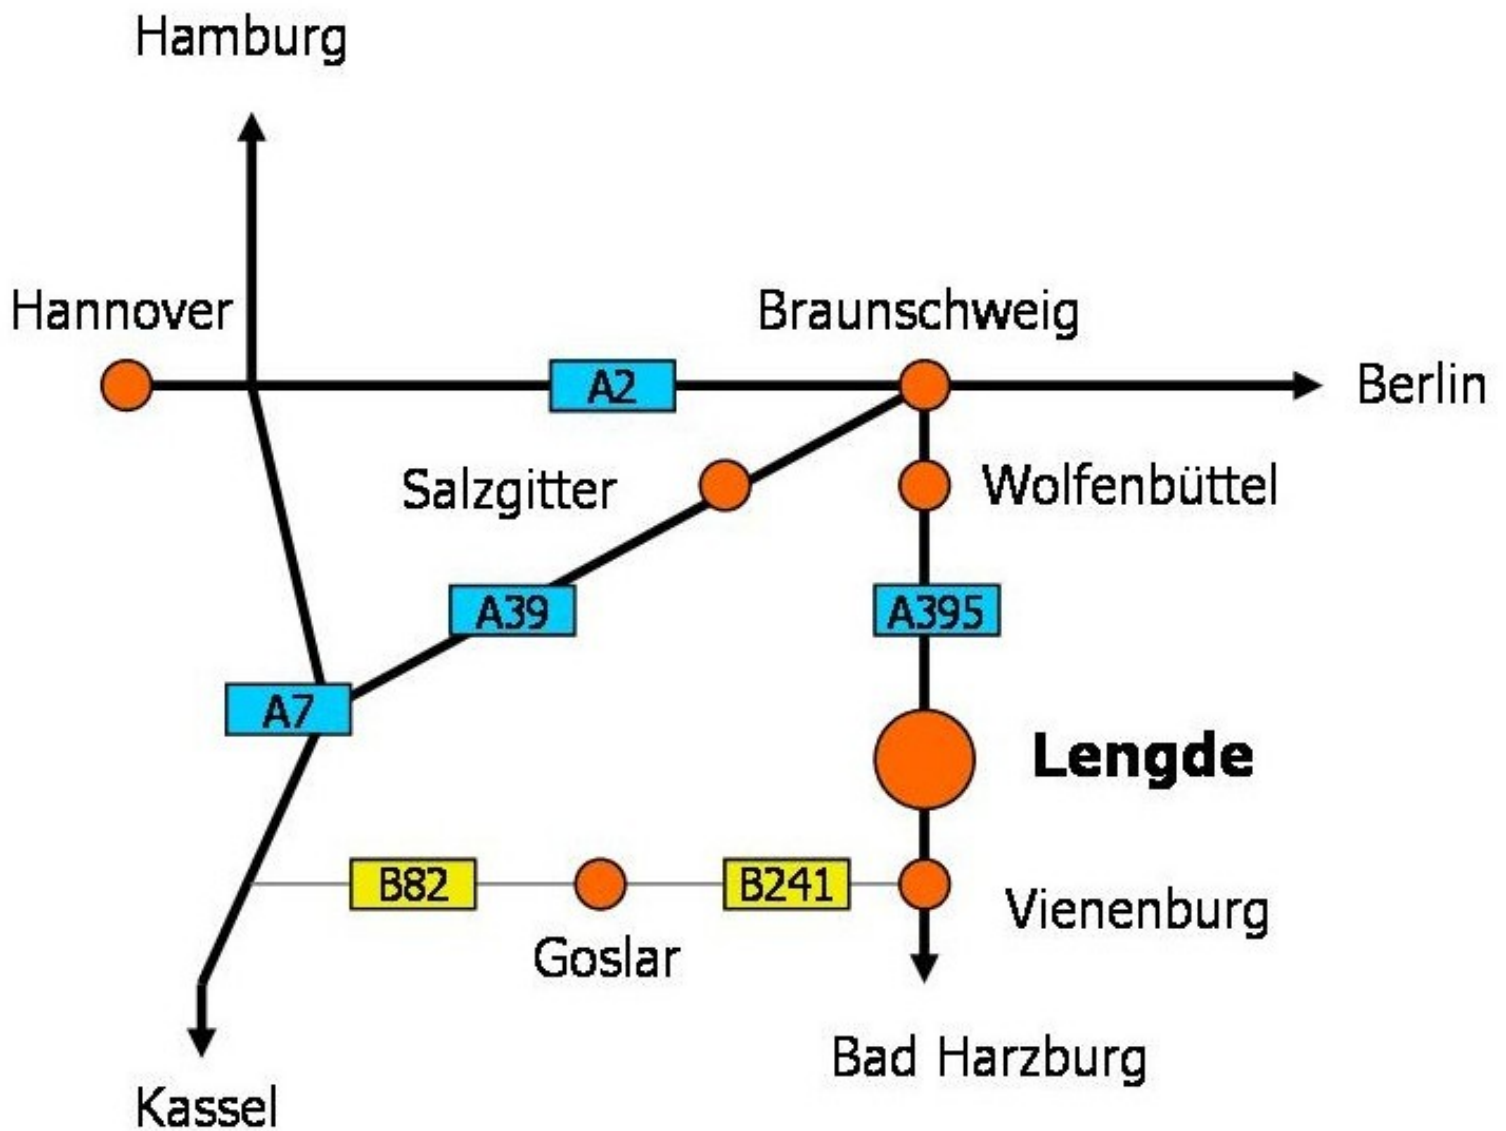 Hamburg
Hannover
Braunschweig
A2
Berlin
Salzgitter
Wolfenbüttel
A39
A395
A7
Lengde
B82
B241
Vienenburg
Goslar
Bad Harzburg
Kassel